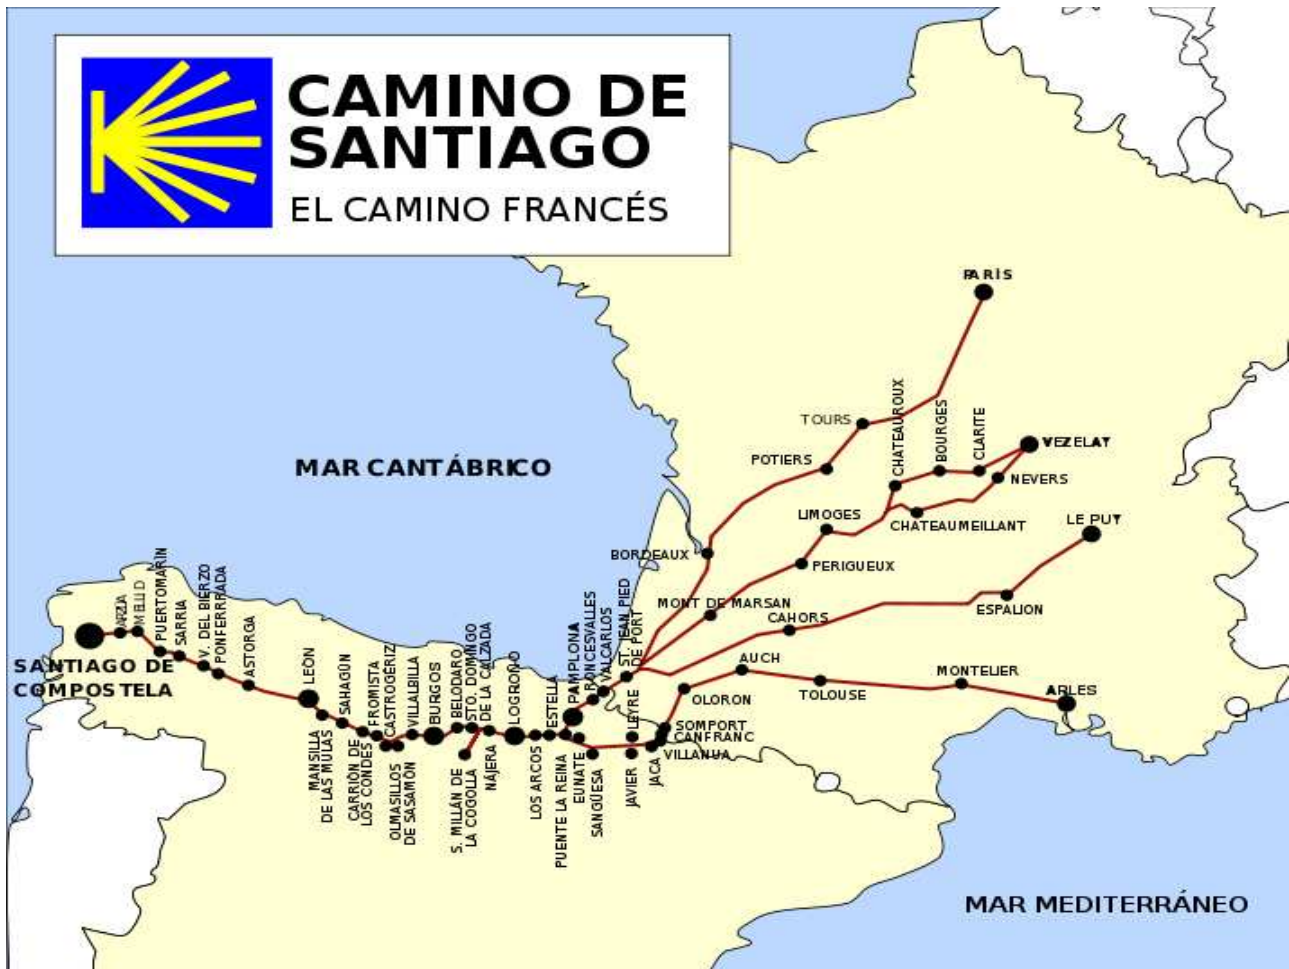 CAMINO DE
SANTIAGO
EL CAMINO FRANCÉS
PARÍS
TOURS
POTIERS
CHATEAUROUX
BOURGES
CLARITE
VEZELAY
NEVERS
CHATEAUMEILLANT
LIMOGES
LE PUY
MAR CANTÁBRICO
BORDEAUX
PERIGUEUX
MONT DE MARSAN
ESPALION
CAHORS
AUCH
MONTELIER
TOLOUSE
ARLES
OLORON
SOMPORT
CANFRANC
VILLANUA
SANTIAGO DE
COMPOSTELA
ARZUA
MELLID
PUERTOMARÍN
SARRIA
V. DEL BIERZO
PONFERRRADA
ASTORGA
LEÓN
MANSILLA
DE LAS MULAS
SAHAGÚN
CARRIÓN DE
LOS CONDES
FROMISTA
CASTROGÉRIZ
OLMASILLOS
DE SASAMÓN
VILLALBILLA
BURGOS
BELODARO
STO. DOMINGO
DE LA CALZADA
S. MILLÁN DE
LA COGOLLA
NÁJERA
LOGROÑO
LOS ARCOS
ESTELLA
PUENTE LA REINA
PAMPLONA
EUNATE
RONCESVALLES
SANGÜESA
VALCARLOS
ST. JEAN PIED
DE PORT
LEYRE
JAVIER
JACA
MAR MEDITERRÁNEO